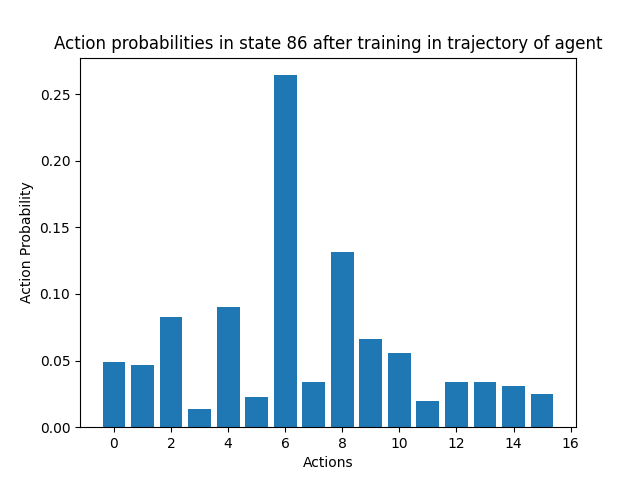 Action probabilities in state 86 after training in trajectory of agent
Action Probability
0.25
0.20
0.15
0.10
0.05
0.00
0 2 4 6 8 10 12 14 16
Actions